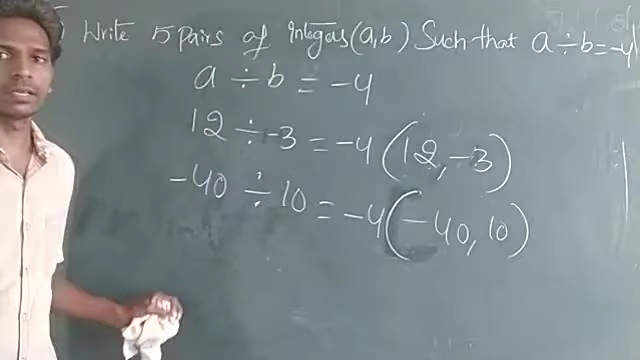 ) Write 5 pairs of Integers (a,b) Such that a ÷ b = -4
a ÷ b = -4
12 ÷ -3 = -4 (12, -3)
-40 ÷ 10 = -4 (-40, 10)